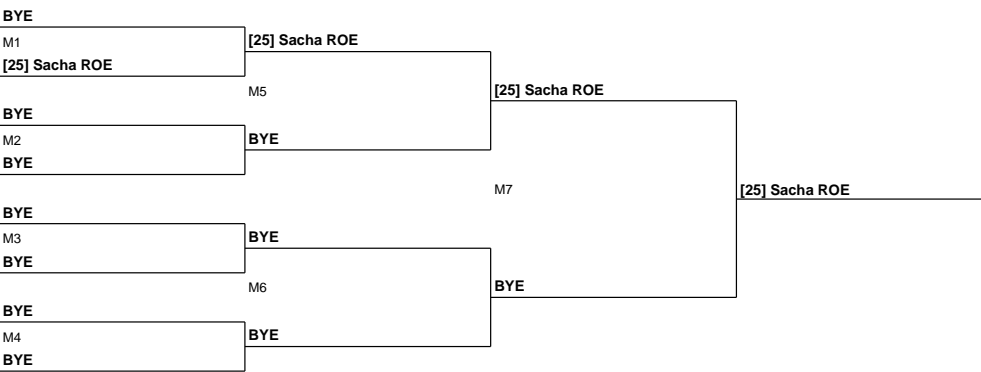 BYE
M1
[25] Sacha ROE
[25] Sacha ROE
M5
[25] Sacha ROE
BYE
M2
BYE
BYE
M7
[25] Sacha ROE
BYE
M3
BYE
BYE
M6
BYE
BYE
M4
BYE
BYE